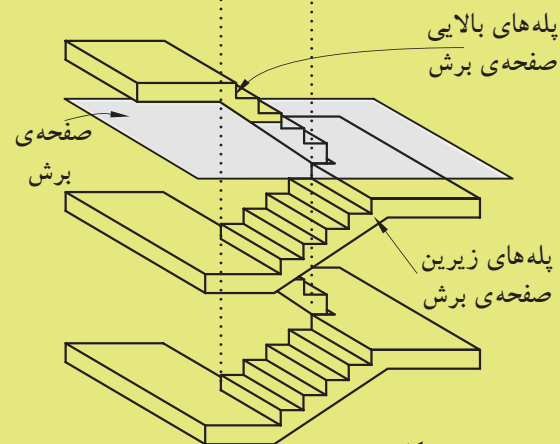 پله‌های بالایی
صفحه‌ی برش
صفحه‌ی
برش
پله‌های زیرین
صفحه‌ی برش